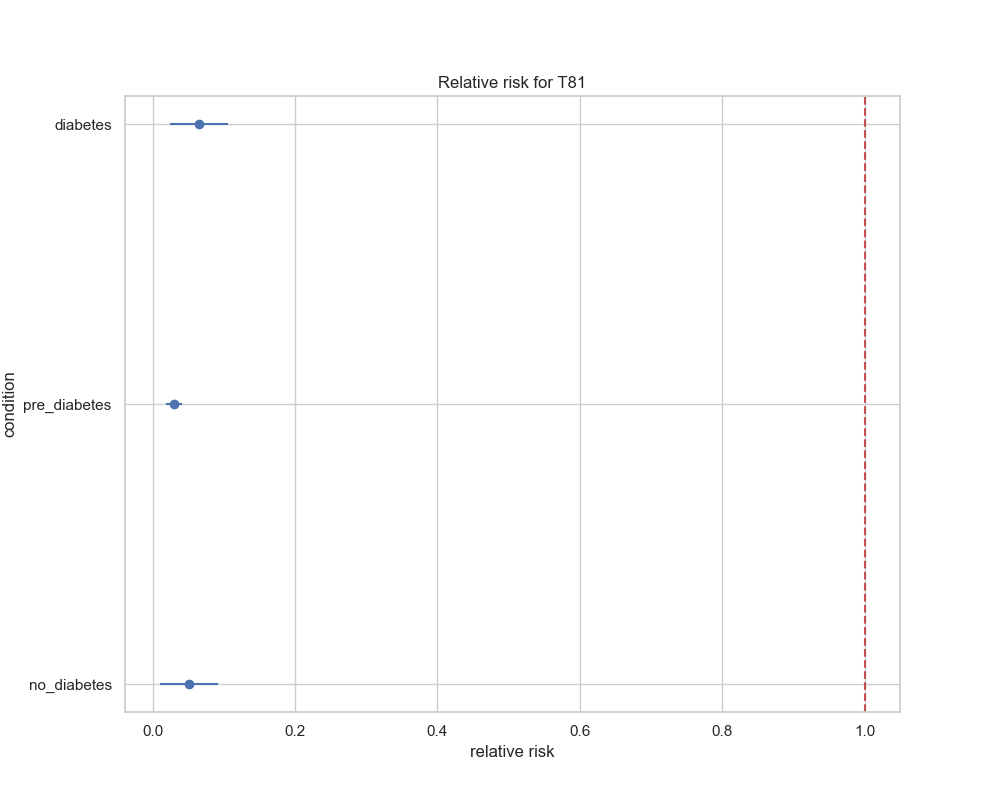 Relative risk for T81
diabetes
pre_diabetes
no_diabetes
condition
0.0 0.2 0.4 0.6 0.8 1.0
relative risk